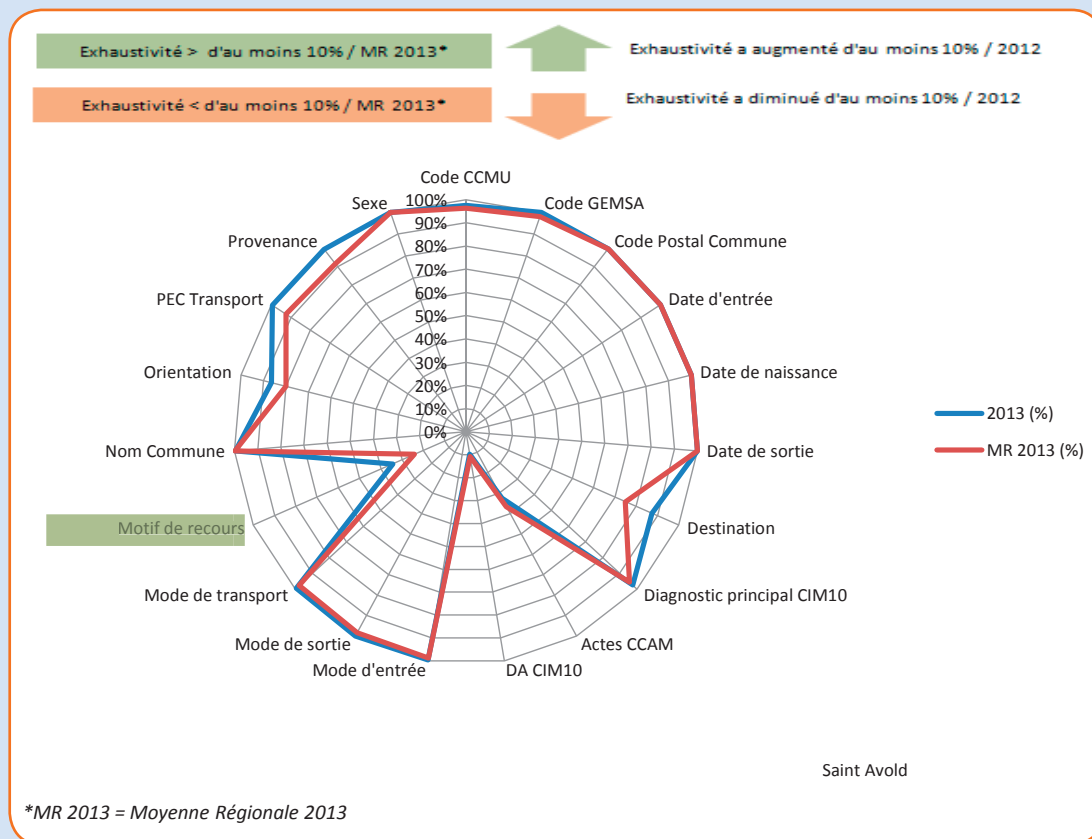 Exhaustivité > d'au moins 10% / MR 2013*
Exhaustivité a augmenté d'au moins 10% / 2012
Exhaustivité < d'au moins 10% / MR 2013*
Exhaustivité a diminué d'au moins 10% / 2012
Code CCMU
Sexe
Code GEMSA
Provenance
Code Postal Commune
PEC Transport
Date d'entrée
Orientation
Date de naissance
Nom Commune
Date de sortie
Motif de recours
Destination
Mode de transport
Diagnostic principal CIM10
Mode de sortie
Actes CCAM
Mode d'entrée
DA CIM10
100%
90%
80%
70%
60%
50%
40%
30%
20%
10%
0%
2013 (%)
MR 2013 (%)
Saint Avold
*MR 2013 = Moyenne Régionale 2013